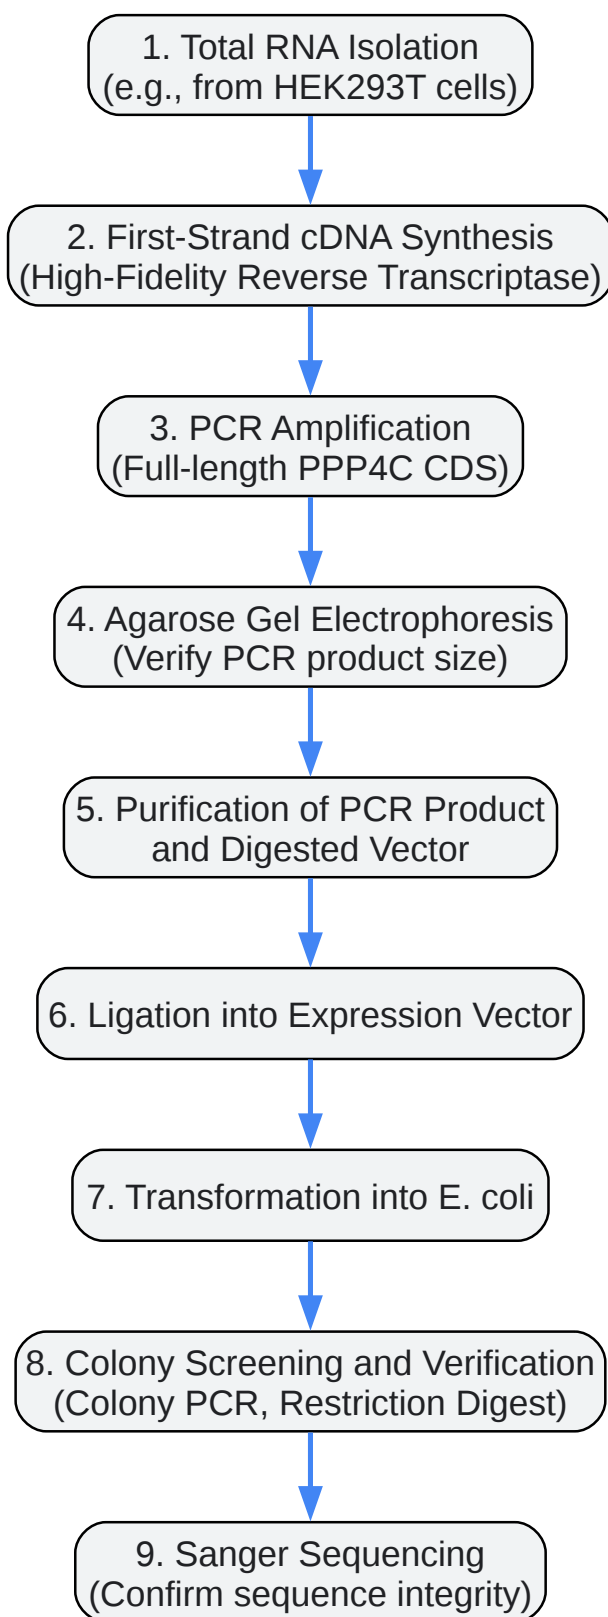 1. Total RNA Isolation
(e.g., from HEK293T cells)
2. First-Strand cDNA Synthesis
(High-Fidelity Reverse Transcriptase)
3. PCR Amplification
(Full-length PPP4C CDS)
4. Agarose Gel Electrophoresis
(Verify PCR product size)
5. Purification of PCR Product
and Digested Vector
6. Ligation into Expression Vector
7. Transformation into E. coli
8. Colony Screening and Verification
(Colony PCR, Restriction Digest)
9. Sanger Sequencing
(Confirm sequence integrity)